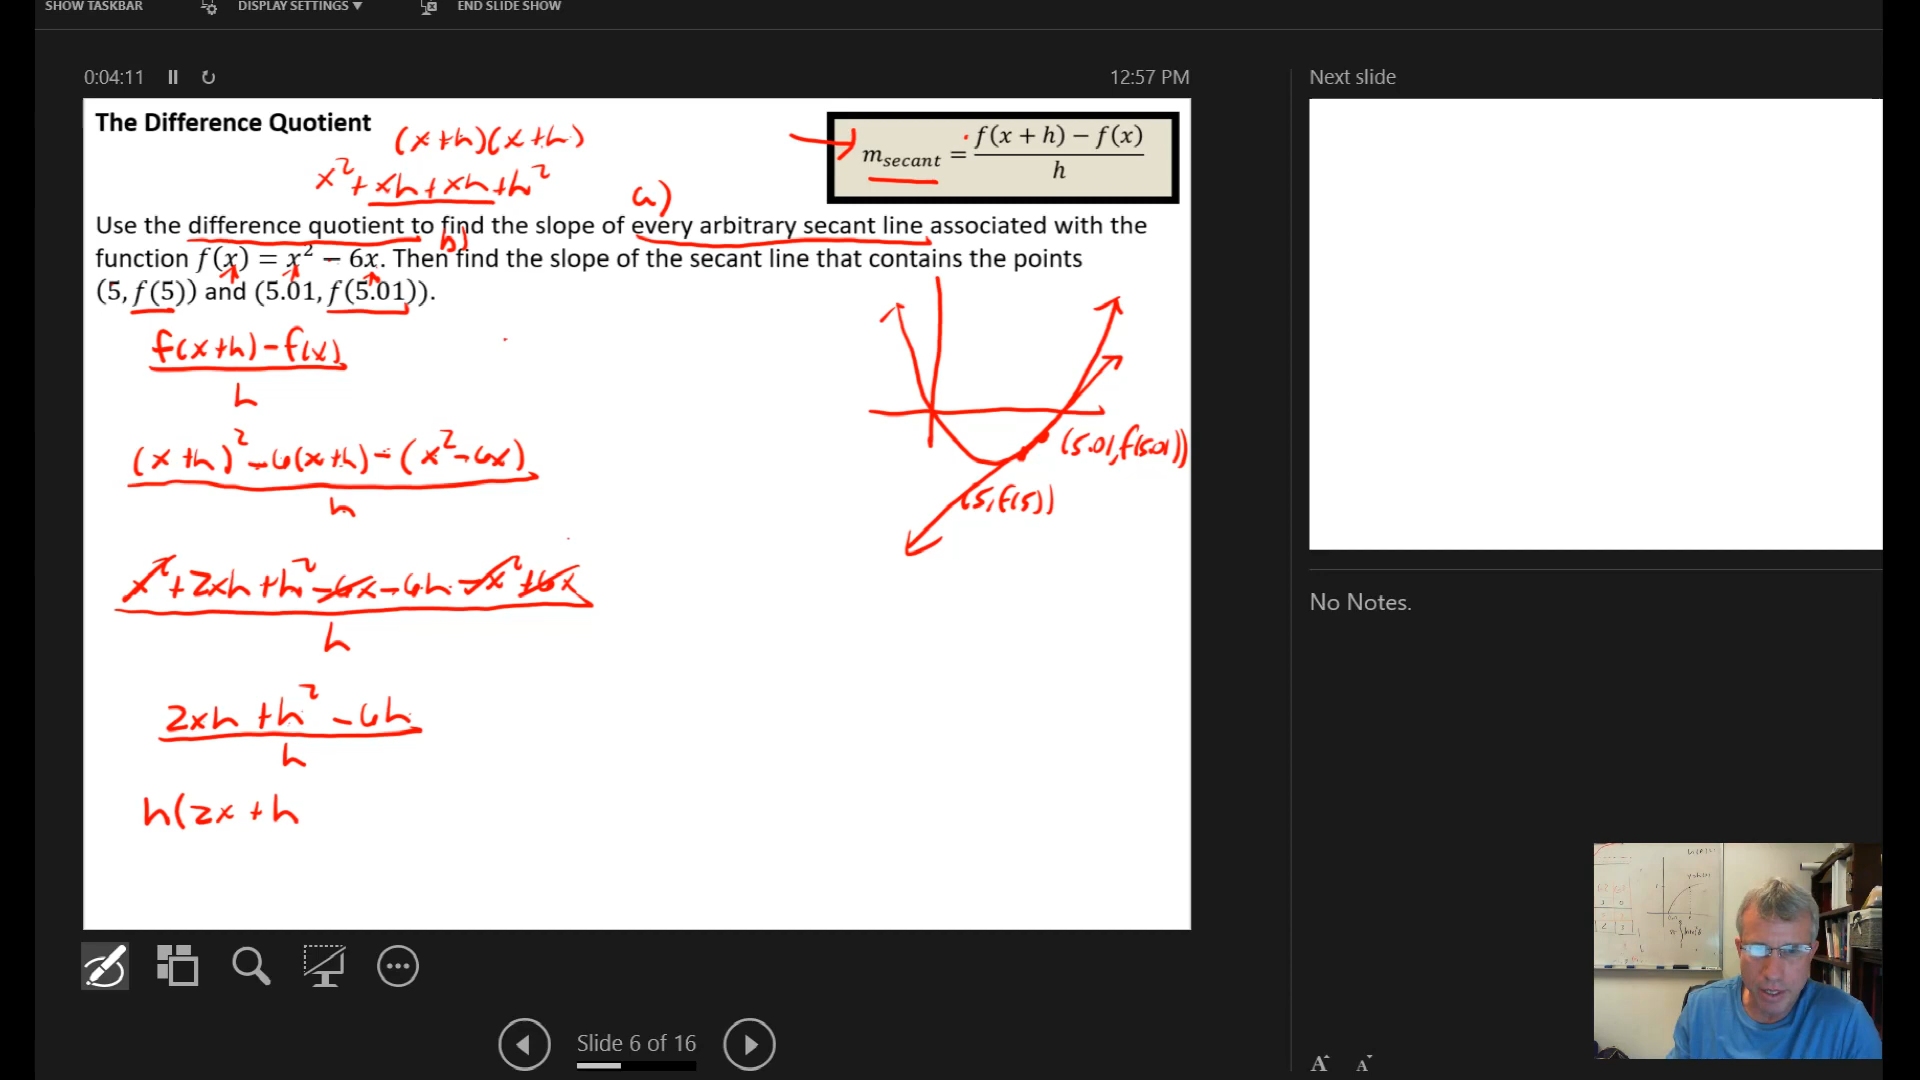 SHOW TASKBAR DISPLAY SETTINGS ▼ END SLIDE SHOW
0:04:11 12:57 PM
Next slide
The Difference Quotient
(x+h)(x+h)
x²+xh+xh+h²
m_secant = (f(x + h) − f(x))/h
a)
Use the difference quotient to find the slope of every arbitrary secant line associated with the
b)
function f(x) = x² − 6x. Then find the slope of the secant line that contains the points
(5, f(5)) and (5.01, f(5.01)).
f(x+h)-f(x)
h
(x+h)²-6(x+h)-(x²-6x)
h
(5.01,f(5.01))
(5,f(5))
x²+2xh+h²-6x-6h-x²+6x
h
2xh+h²-6h
h
h(2x+h
No Notes.
Slide 6 of 16
A A